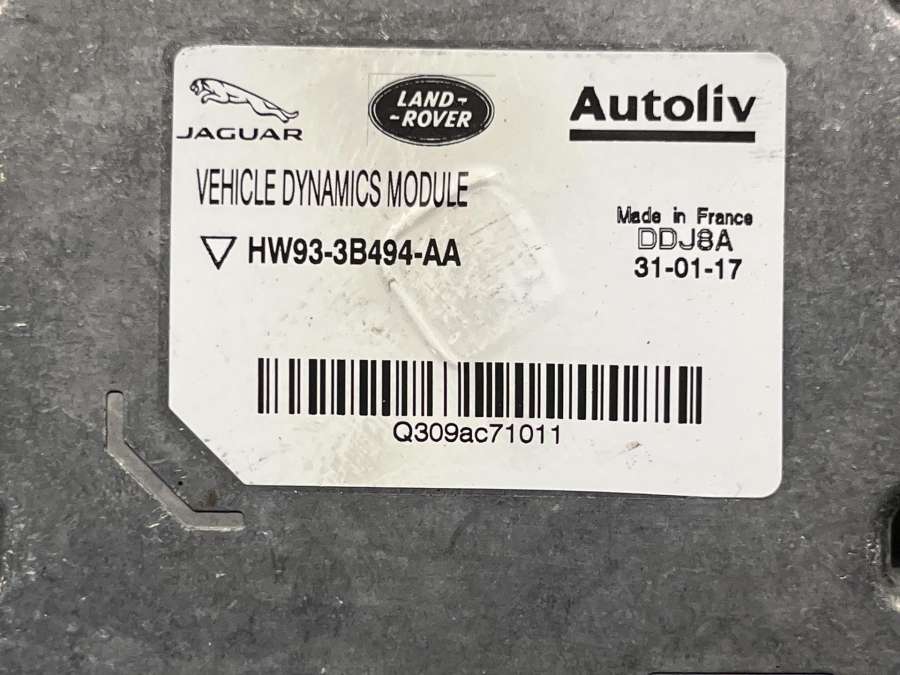 JAGUAR
LAND-
-ROVER
Autoliv
VEHICLE DYNAMICS MODULE
HW93-3B494-AA
Made in France
DDJ8A
31-01-17
Q309ac71011